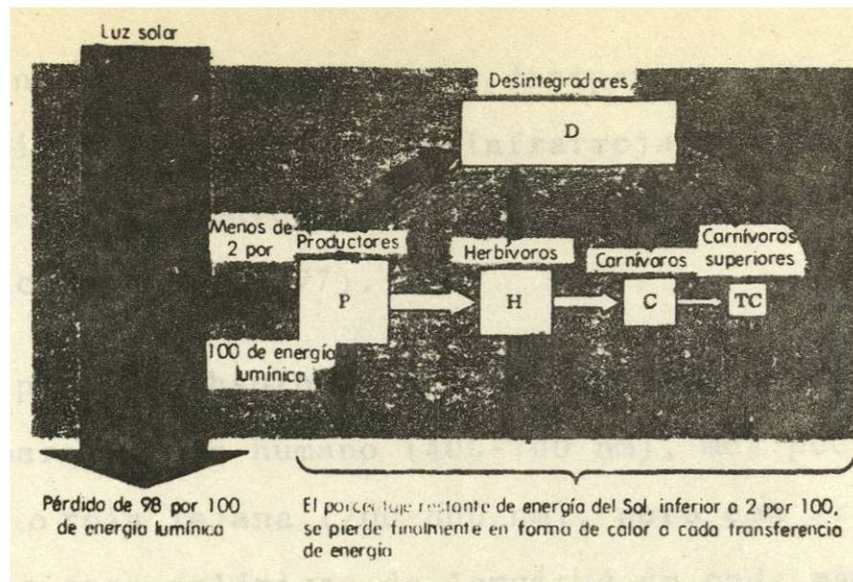 Luz solar
Desintegradores
D
Menos de
2 por
Productores
Herbívoros
Carnívoros
Carnívoros
superiores
P
H
C
TC
100 de energía
lumínica
Pérdido de 98 por 100
de energía lumínica
El porcentaje restante de energía del Sol, inferior a 2 por 100,
se pierde finalmente en forma de calor a cada transferencia
de energía
humano